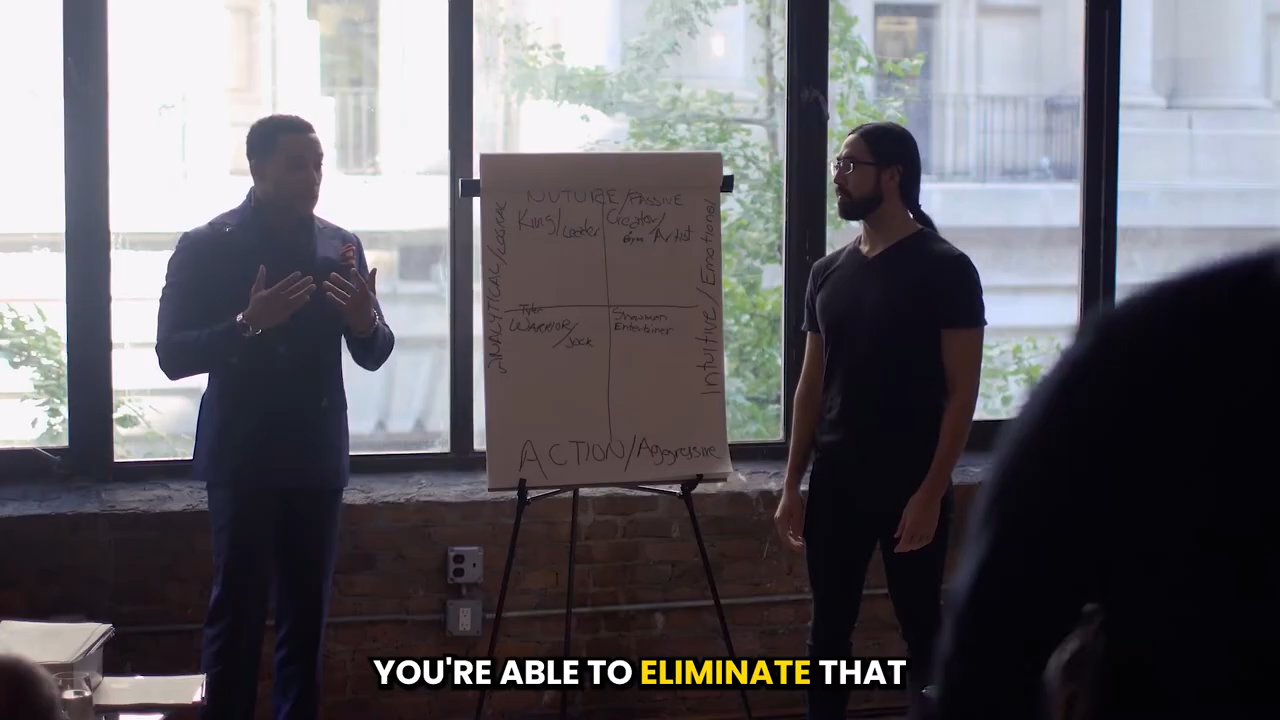 NUTURE/PASSIVE
King/Leader
Creator/
Artist
ANALYTICAL/LOGICAL
Intuitive/Emotional
Tyler
WARRIOR/
Jock
Showman
Entertainer
ACTION/Aggressive
YOU'RE ABLE TO ELIMINATE THAT